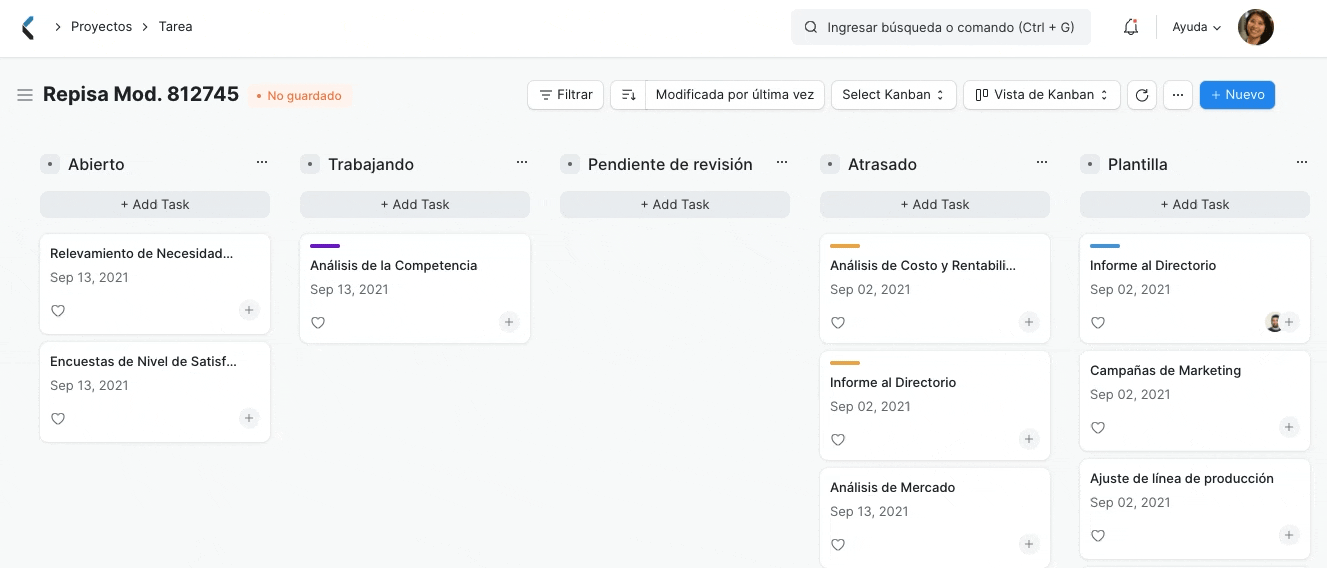 Proyectos
Tarea
Ingresar búsqueda o comando (Ctrl + G)
Ayuda
Repisa Mod. 812745
• No guardado
Filtrar
Modificada por última vez
Select Kanban
Vista de Kanban
...
+ Nuevo
Abierto
...
+ Add Task
Relevamiento de Necesidad...
Sep 13, 2021
Encuestas de Nivel de Satisf...
Sep 13, 2021
Trabajando
...
+ Add Task
Análisis de la Competencia
Sep 13, 2021
Pendiente de revisión
...
+ Add Task
Atrasado
...
+ Add Task
Análisis de Costo y Rentabili...
Sep 02, 2021
Informe al Directorio
Sep 02, 2021
Análisis de Mercado
Sep 13, 2021
Plantilla
...
+ Add Task
Informe al Directorio
Sep 02, 2021
Campañas de Marketing
Sep 02, 2021
Ajuste de línea de producción
Sep 02, 2021